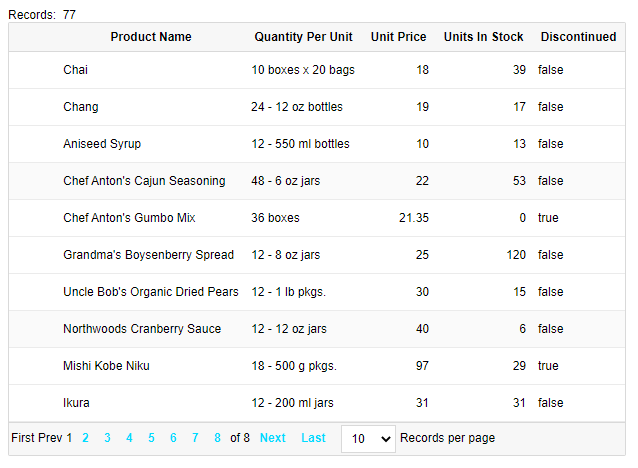 Records: 77
Product Name Quantity Per Unit Unit Price Units In Stock Discontinued
Chai 10 boxes x 20 bags 18 39 false
Chang 24 - 12 oz bottles 19 17 false
Aniseed Syrup 12 - 550 ml bottles 10 13 false
Chef Anton's Cajun Seasoning 48 - 6 oz jars 22 53 false
Chef Anton's Gumbo Mix 36 boxes 21.35 0 true
Grandma's Boysenberry Spread 12 - 8 oz jars 25 120 false
Uncle Bob's Organic Dried Pears 12 - 1 lb pkgs. 30 15 false
Northwoods Cranberry Sauce 12 - 12 oz jars 40 6 false
Mishi Kobe Niku 18 - 500 g pkgs. 97 29 true
Ikura 12 - 200 ml jars 31 31 false
First Prev 1 2 3 4 5 6 7 8 of 8 Next Last 10 Records per page